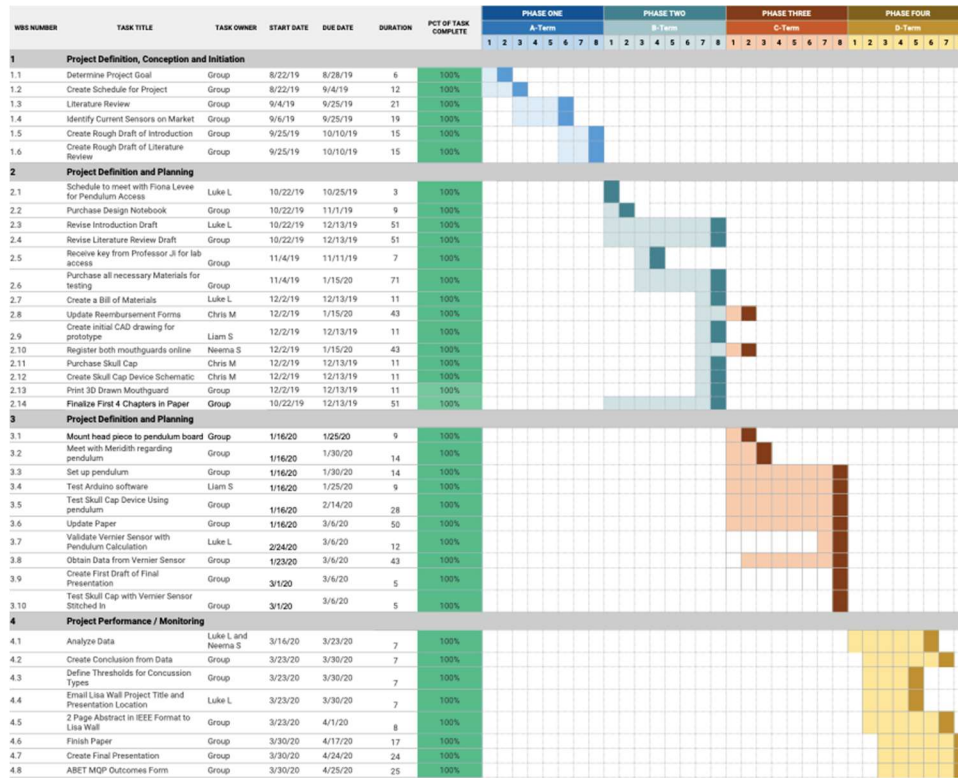 PHASE ONE PHASE TWO PHASE THREE PHASE FOUR
WBS NUMBER TASK TITLE TASK OWNER START DATE DUE DATE DURATION PCT OF TASK COMPLETE A-Term B-Term C-Term D-Term
1 2 3 4 5 6 7 8 1 2 3 4 5 6 7 8 1 2 3 4 5 6 7 8 1 2 3 4 5 6 7
1 Project Definition, Conception and Initiation
1.1 Determine Project Goal Group 8/22/19 8/28/19 6 100%
1.2 Create Schedule for Project Group 8/22/19 9/4/19 12 100%
1.3 Literature Review Group 9/4/19 9/25/19 21 100%
1.4 Identify Current Sensors on Market Group 9/6/19 9/25/19 19 100%
1.5 Create Rough Draft of Introduction Group 9/25/19 10/10/19 15 100%
1.6 Create Rough Draft of Literature Review Group 9/25/19 10/10/19 15 100%
2 Project Definition and Planning
2.1 Schedule to meet with Fiona Levee for Pendulum Access Luke L 10/22/19 10/25/19 3 100%
2.2 Purchase Design Notebook Group 10/22/19 11/1/19 9 100%
2.3 Revise Introduction Draft Luke L 10/22/19 12/13/19 51 100%
2.4 Revise Literature Review Draft Group 10/22/19 12/13/19 51 100%
2.5 Receive key from Professor Ji for lab access Group 11/4/19 11/11/19 7 100%
2.6 Purchase all necessary Materials for testing Group 11/4/19 1/15/20 71 100%
2.7 Create a Bill of Materials Luke L 12/2/19 12/13/19 11 100%
2.8 Update Reembursement Forms Chris M 12/2/19 1/15/20 43 100%
2.9 Create initial CAD drawing for prototype Liam S 12/2/19 12/13/19 11 100%
2.10 Register both mouthguards online Neema S 12/2/19 1/15/20 43 100%
2.11 Purchase Skull Cap Chris M 12/2/19 12/13/19 11 100%
2.12 Create Skull Cap Device Schematic Chris M 12/2/19 12/13/19 11 100%
2.13 Print 3D Drawn Mouthguard Group 12/2/19 12/13/19 11 100%
2.14 Finalize First 4 Chapters in Paper Group 10/22/19 12/13/19 51 100%
3 Project Definition and Planning
3.1 Mount head piece to pendulum board Group 1/16/20 1/25/20 9 100%
3.2 Meet with Meridith regarding pendulum Group 1/16/20 1/30/20 14 100%
3.3 Set up pendulum Group 1/16/20 1/30/20 14 100%
3.4 Test Arduino software Liam S 1/16/20 1/25/20 9 100%
3.5 Test Skull Cap Device Using pendulum Group 1/16/20 2/14/20 28 100%
3.6 Update Paper Group 1/16/20 3/6/20 50 100%
3.7 Validate Vernier Sensor with Pendulum Calculation Luke L 2/24/20 3/6/20 12 100%
3.8 Obtain Data from Vernier Sensor Group 1/23/20 3/6/20 43 100%
3.9 Create First Draft of Final Presentation Group 3/1/20 3/6/20 5 100%
3.10 Test Skull Cap with Vernier Sensor Stitched In Group 3/1/20 3/6/20 5 100%
4 Project Performance / Monitoring
4.1 Analyze Data Luke L and Neema S 3/16/20 3/23/20 7 100%
4.2 Create Conclusion from Data Group 3/23/20 3/30/20 7 100%
4.3 Define Thresholds for Concussion Types Group 3/23/20 3/30/20 7 100%
4.4 Email Lisa Wall Project Title and Presentation Location Luke L 3/23/20 3/30/20 7 100%
4.5 2 Page Abstract in IEEE Format to Lisa Wall Group 3/23/20 4/1/20 8 100%
4.6 Finish Paper Group 3/30/20 4/17/20 17 100%
4.7 Create Final Presentation Group 3/30/20 4/24/20 24 100%
4.8 ABET MQP Outcomes Form Group 3/30/20 4/25/20 25 100%